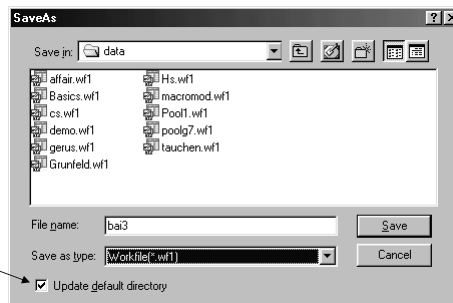 SaveAs
Save in: data
affair.wf1
Basics.wf1
cs.wf1
demo.wf1
gerus.wf1
Grunfeld.wf1
Hs.wf1
macromod.wf1
Pool1.wf1
poolg7.wf1
tauchen.wf1
File name: bai3 Save
Save as type: Workfile(*.wf1) Cancel
Update default directory